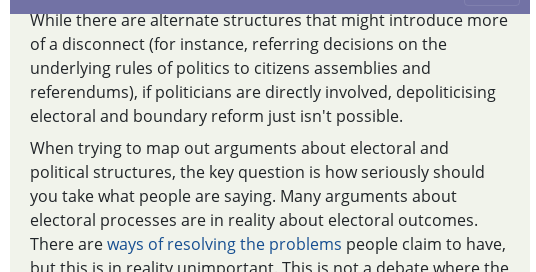 While there are alternate structures that might introduce more
of a disconnect (for instance, referring decisions on the
underlying rules of politics to citizens assemblies and
referendums), if politicians are directly involved, depoliticising
electoral and boundary reform just isn't possible.
When trying to map out arguments about electoral and
political structures, the key question is how seriously should
you take what people are saying. Many arguments about
electoral processes are in reality about electoral outcomes.
There are ways of resolving the problems people claim to have,
but this is in reality unimportant. This is not a debate where the